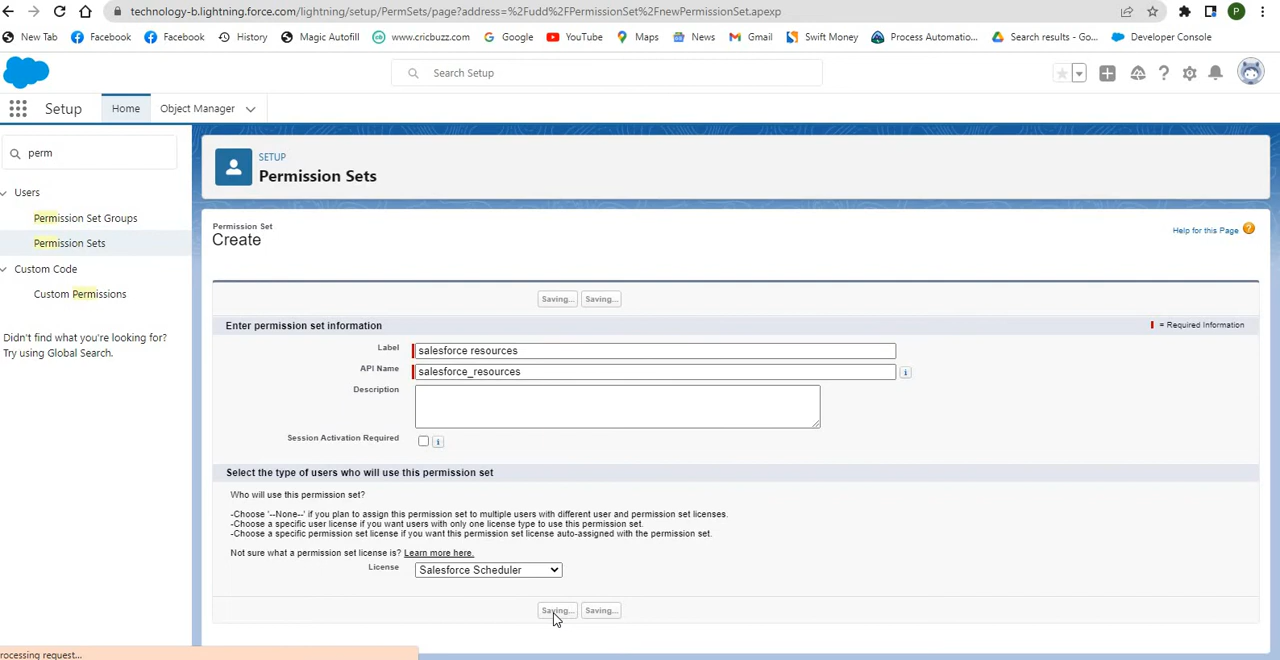 technology-b.lightning.force.com/lightning/setup/PermSets/page?address=%2Fudd%2FPermissionSet%2FnewPermissionSet.apexp
P
New Tab Facebook Facebook History Magic Autofill www.cricbuzz.com Google YouTube Maps News Gmail Swift Money Process Automatio... Search results - Go... Developer Console
Search Setup
Setup Home Object Manager
perm
SETUP
Permission Sets
Users
Permission Set Groups
Permission Sets
Custom Code
Custom Permissions
Didn't find what you're looking for?
Try using Global Search.
Permission Set
Create
Help for this Page
Saving... Saving...
Enter permission set information
= Required Information
Label salesforce resources
API Name salesforce_resources
Description
Session Activation Required
Select the type of users who will use this permission set
Who will use this permission set?
-Choose '--None--' if you plan to assign this permission set to multiple users with different user and permission set licenses.
-Choose a specific user license if you want users with only one license type to use this permission set.
-Choose a specific permission set license if you want this permission set license auto-assigned with the permission set.
Not sure what a permission set license is? Learn more here.
License Salesforce Scheduler
Saving... Saving...
rocessing request...